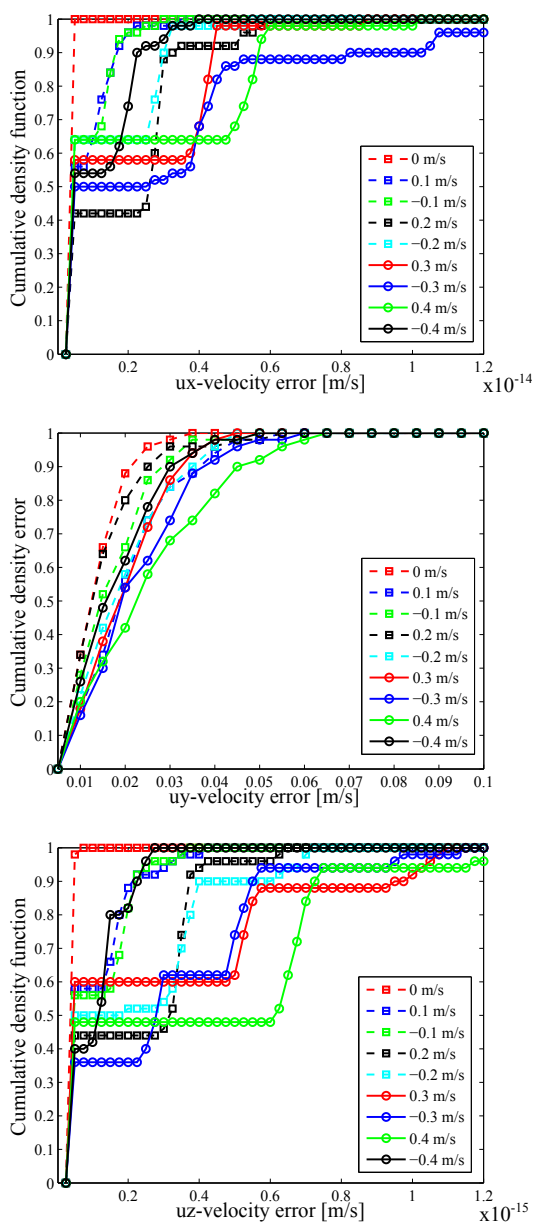 1
0.9
0.8
0.7
0.6
0.5
0.4
0.3
0.2
0.1
0
Cumulative density function
0 m/s
0.1 m/s
−0.1 m/s
0.2 m/s
−0.2 m/s
0.3 m/s
−0.3 m/s
0.4 m/s
−0.4 m/s
0.2 0.4 0.6 0.8 1 1.2
ux-velocity error [m/s]
x10⁻¹⁴
1
0.9
0.8
0.7
0.6
0.5
0.4
0.3
0.2
0.1
0
Cumulative density error
0 m/s
0.1 m/s
−0.1 m/s
0.2 m/s
−0.2 m/s
0.3 m/s
−0.3 m/s
0.4 m/s
−0.4 m/s
0.01 0.02 0.03 0.04 0.05 0.06 0.07 0.08 0.09 0.1
uy-velocity error [m/s]
1
0.9
0.8
0.7
0.6
0.5
0.4
0.3
0.2
0.1
0
Cumulative density function
0 m/s
0.1 m/s
−0.1 m/s
0.2 m/s
−0.2 m/s
0.3 m/s
−0.3 m/s
0.4 m/s
−0.4 m/s
0.2 0.4 0.6 0.8 1 1.2
uz-velocity error [m/s]
x10⁻¹⁵